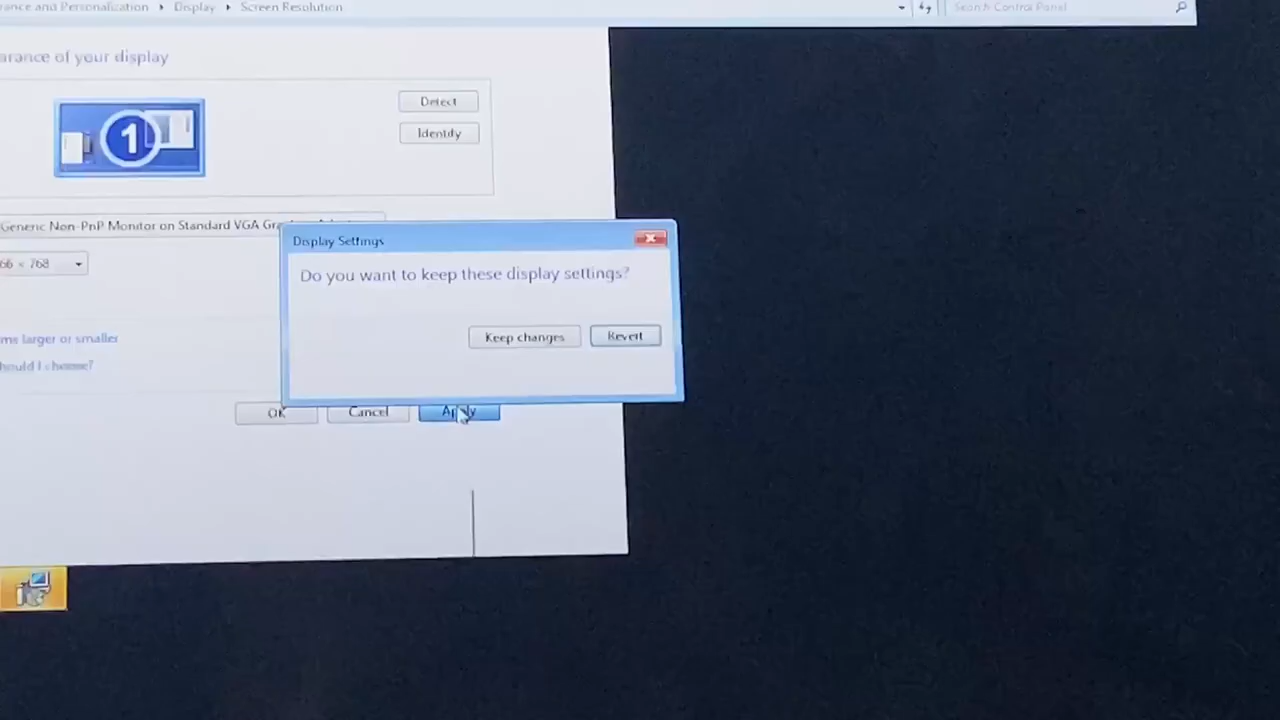 ance and Personalization ▸ Display ▸ Screen Resolution
Search Control Panel
arance of your display
Detect
1
Identify
Generic Non-PnP Monitor on Standard VGA
66 × 768
Display Settings
Do you want to keep these display settings?
Keep changes
Revert
ms larger or smaller
hould I choose?
OK
Cancel
Apply